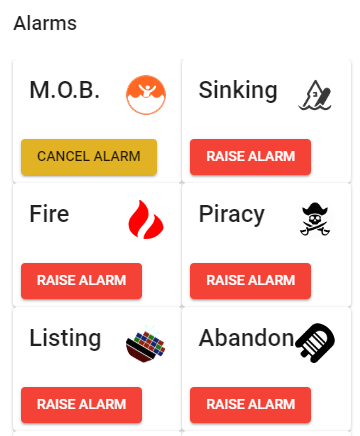 Alarms
M.O.B.
Sinking
CANCEL ALARM
RAISE ALARM
Fire
Piracy
RAISE ALARM
RAISE ALARM
Listing
Abandon
RAISE ALARM
RAISE ALARM